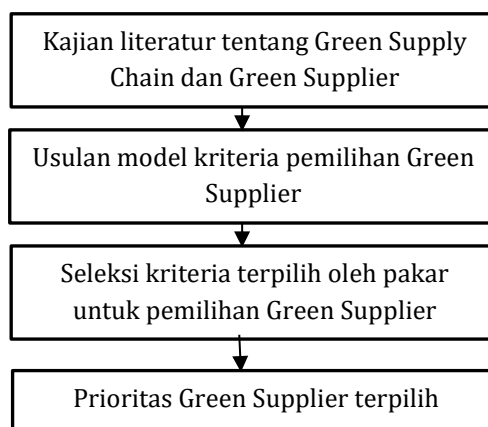 Kajian literatur tentang Green Supply
Chain dan Green Supplier
Usulan model kriteria pemilihan Green
Supplier
Seleksi kriteria terpilih oleh pakar
untuk pemilihan Green Supplier
Prioritas Green Supplier terpilih